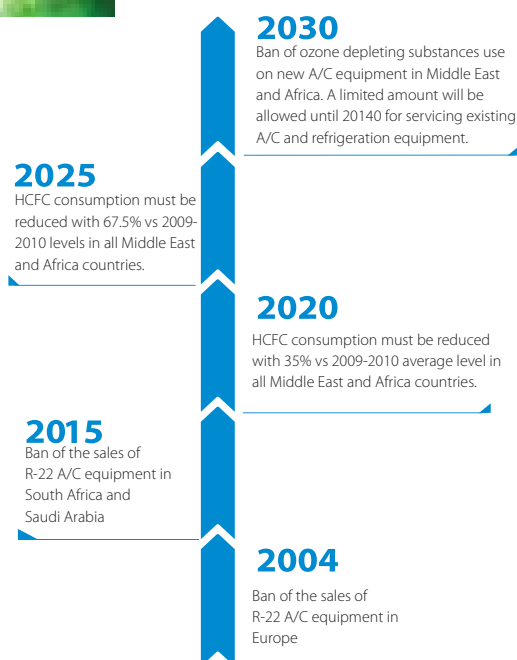 2030
Ban of ozone depleting substances use
on new A/C equipment in Middle East
and Africa. A limited amount will be
allowed until 20140 for servicing existing
A/C and refrigeration equipment.
2025
HCFC consumption must be
reduced with 67.5% vs 2009-
2010 levels in all Middle East
and Africa countries.
2020
HCFC consumption must be reduced
with 35% vs 2009-2010 average level in
all Middle East and Africa countries.
2015
Ban of the sales of
R-22 A/C equipment in
South Africa and
Saudi Arabia
2004
Ban of the sales of
R-22 A/C equipment in
Europe